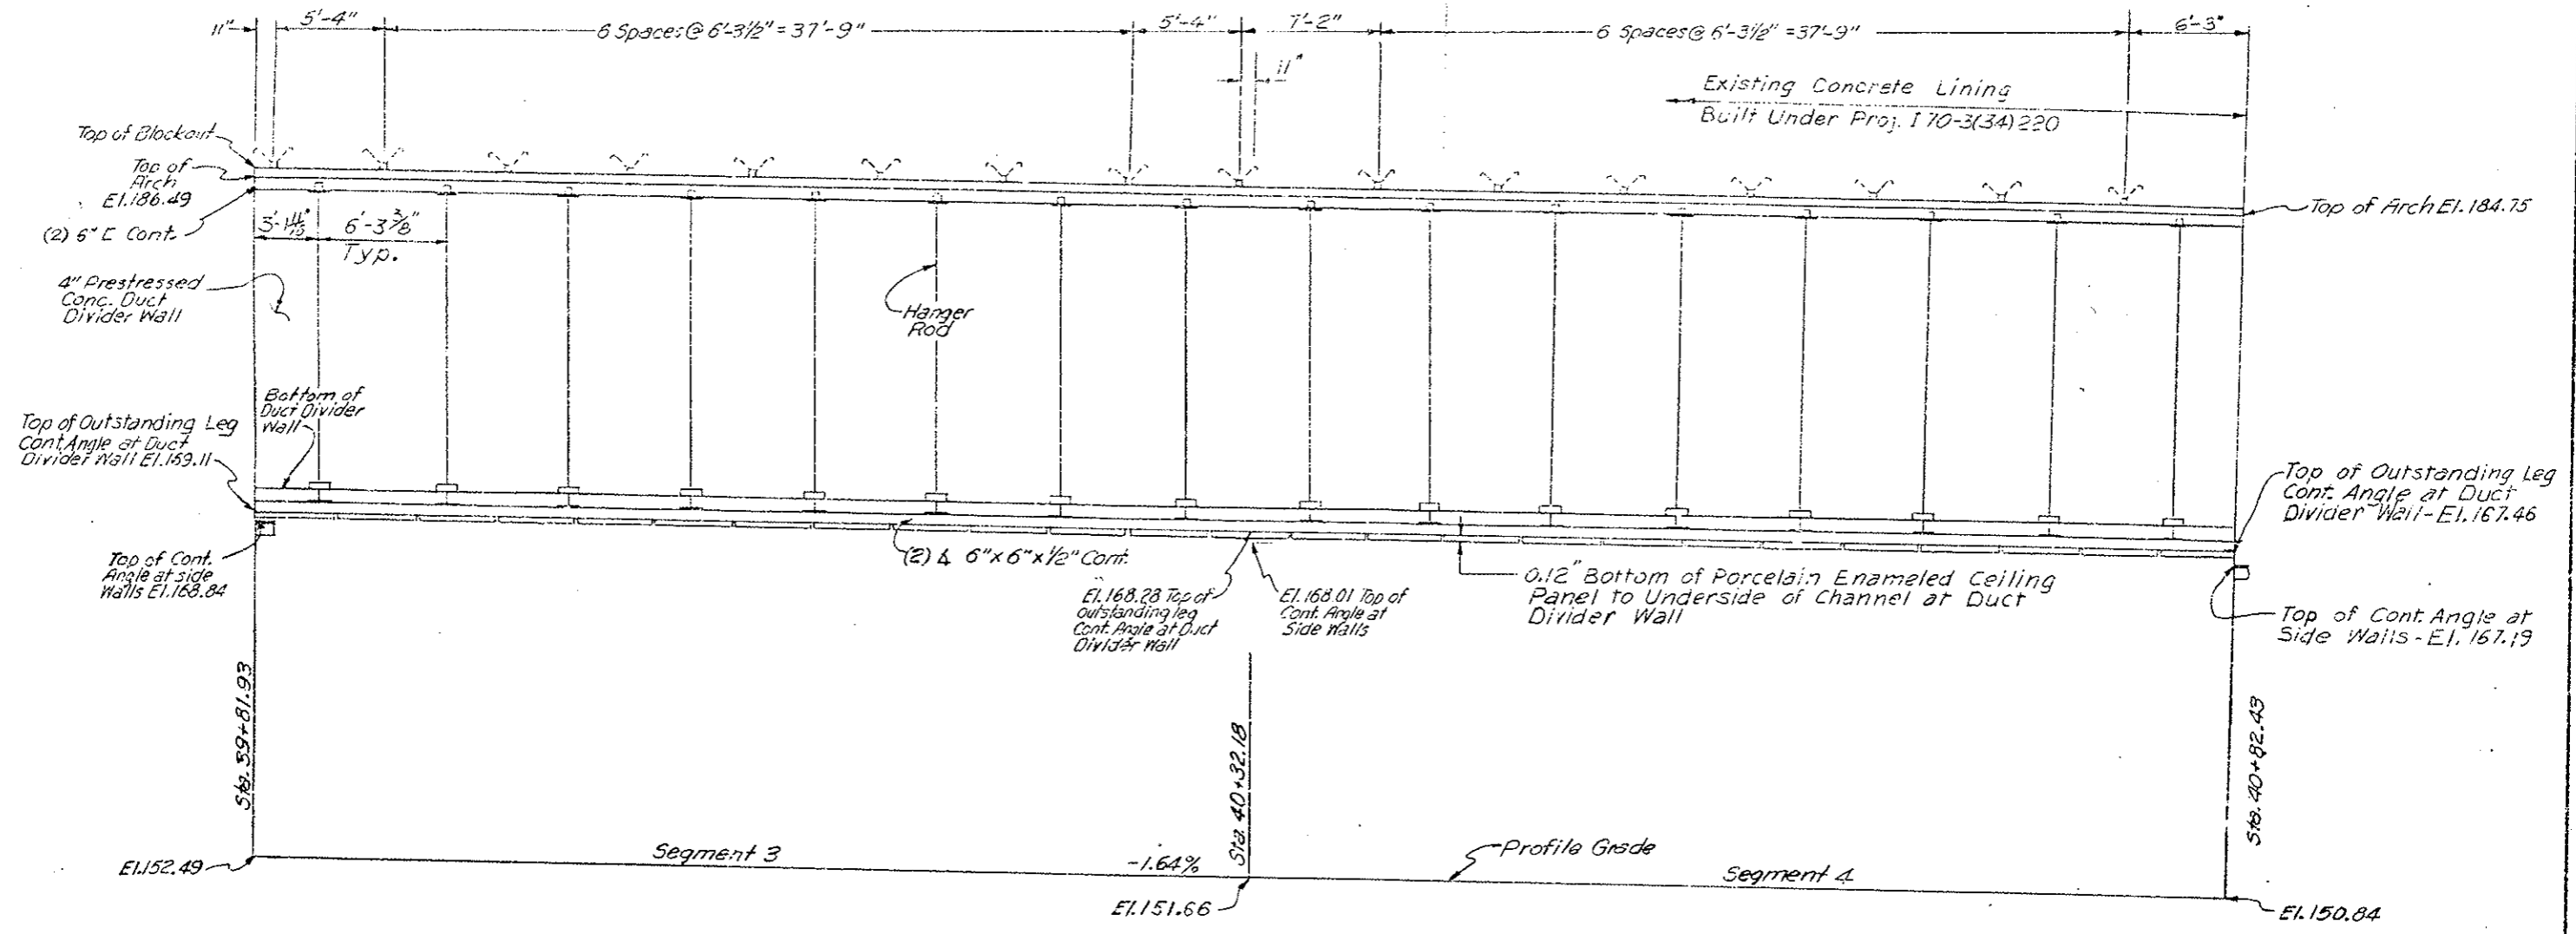 11"
5'-4"
6 Spaces@ 6'-3½" = 37'-9"
5'-4"
7'-2"
6 Spaces@ 6'-3½" = 37'-9"
6'-3"
11"
Existing Concrete Lining
Built Under Proj. I 70-3(34)220
Top of Blockout
Top of
Arch
El.186.49
(2) 6" C Cont.
6'-3⅜"
Typ.
Top of Arch El.184.75
4" Prestressed
Conc. Duct
Divider Wall
Hanger
Rod
Bottom of
Duct Divider
Wall
Top of Outstanding Leg
Cont. Angle at Duct
Divider Wall El.169.11
Top of Outstanding Leg
Cont. Angle at Duct
Divider Wall - El.167.46
Top of Cont.
Angle at side
Walls El.168.84
(2) ∡ 6" x 6" x ½" Cont.
El.168.28 Top of
outstanding leg
Cont. Angle at Duct
Divider Wall
El.168.01 Top of
Cont. Angle at
Side Walls
0.12" Bottom of Porcelain Enameled Ceiling
Panel to Underside of Channel at Duct
Divider Wall
Top of Cont. Angle at
Side Walls - El. 167.19
Sta. 39+81.93
Sta. 40+32.18
Sta. 40+82.43
El.152.49
Segment 3
-1.64%
Profile Grade
Segment 4
El.151.66
El.150.84